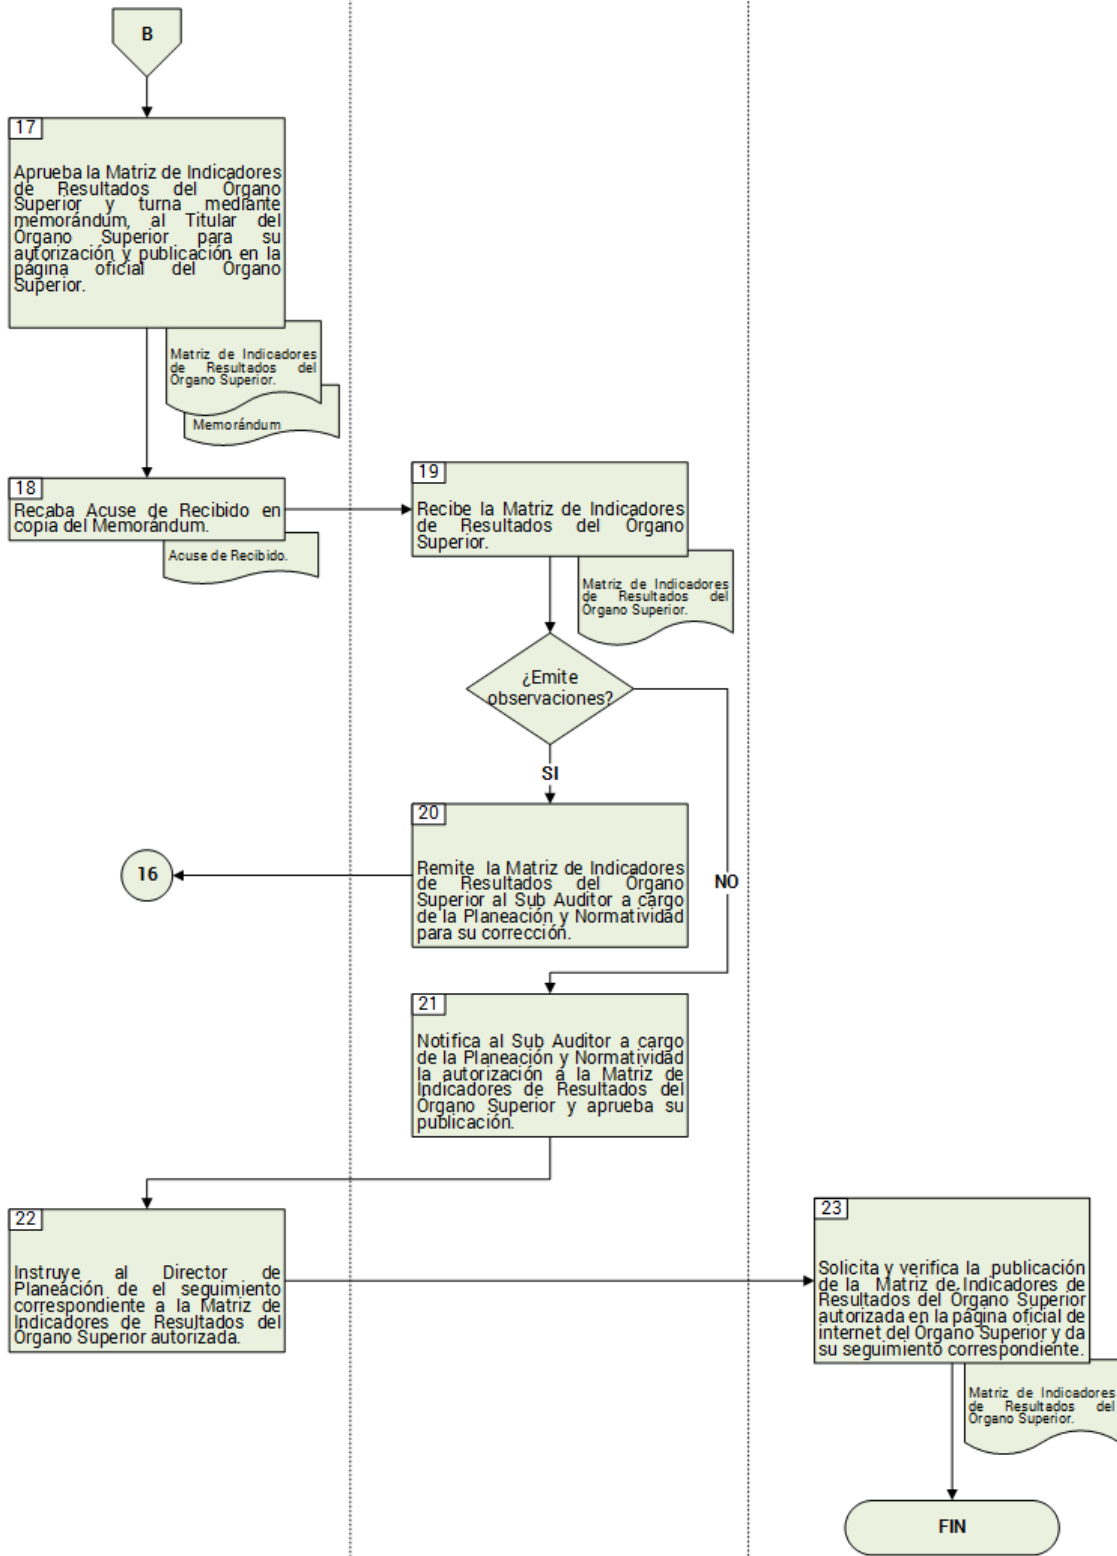 B
17
Aprueba la Matriz de Indicadores
de Resultados del Órgano
Superior y turna mediante
memorándum, al Titular del
Órgano Superior para su
autorización y publicación en la
página oficial del Órgano
Superior.
Matriz de Indicadores
de Resultados del
Órgano Superior.
Memorándum
18
Recaba Acuse de Recibido en
copia del Memorándum.
Acuse de Recibido.
19
Recibe la Matriz de Indicadores
de Resultados del Órgano
Superior.
Matriz de Indicadores
de Resultados del
Órgano Superior.
¿Emite
observaciones?
SI
NO
20
Remite la Matriz de Indicadores
de Resultados del Órgano
Superior al Sub Auditor a cargo
de la Planeación y Normatividad
para su corrección.
16
21
Notifica al Sub Auditor a cargo
de la Planeación y Normatividad
la autorización a la Matriz de
Indicadores de Resultados del
Órgano Superior y aprueba su
publicación.
22
Instruye al Director de
Planeación de el seguimiento
correspondiente a la Matriz de
Indicadores de Resultados del
Órgano Superior autorizada.
23
Solicita y verifica la publicación
de la Matriz de Indicadores de
Resultados del Órgano Superior
autorizada en la página oficial de
internet del Órgano Superior y da
su seguimiento correspondiente.
Matriz de Indicadores
de Resultados del
Órgano Superior.
FIN